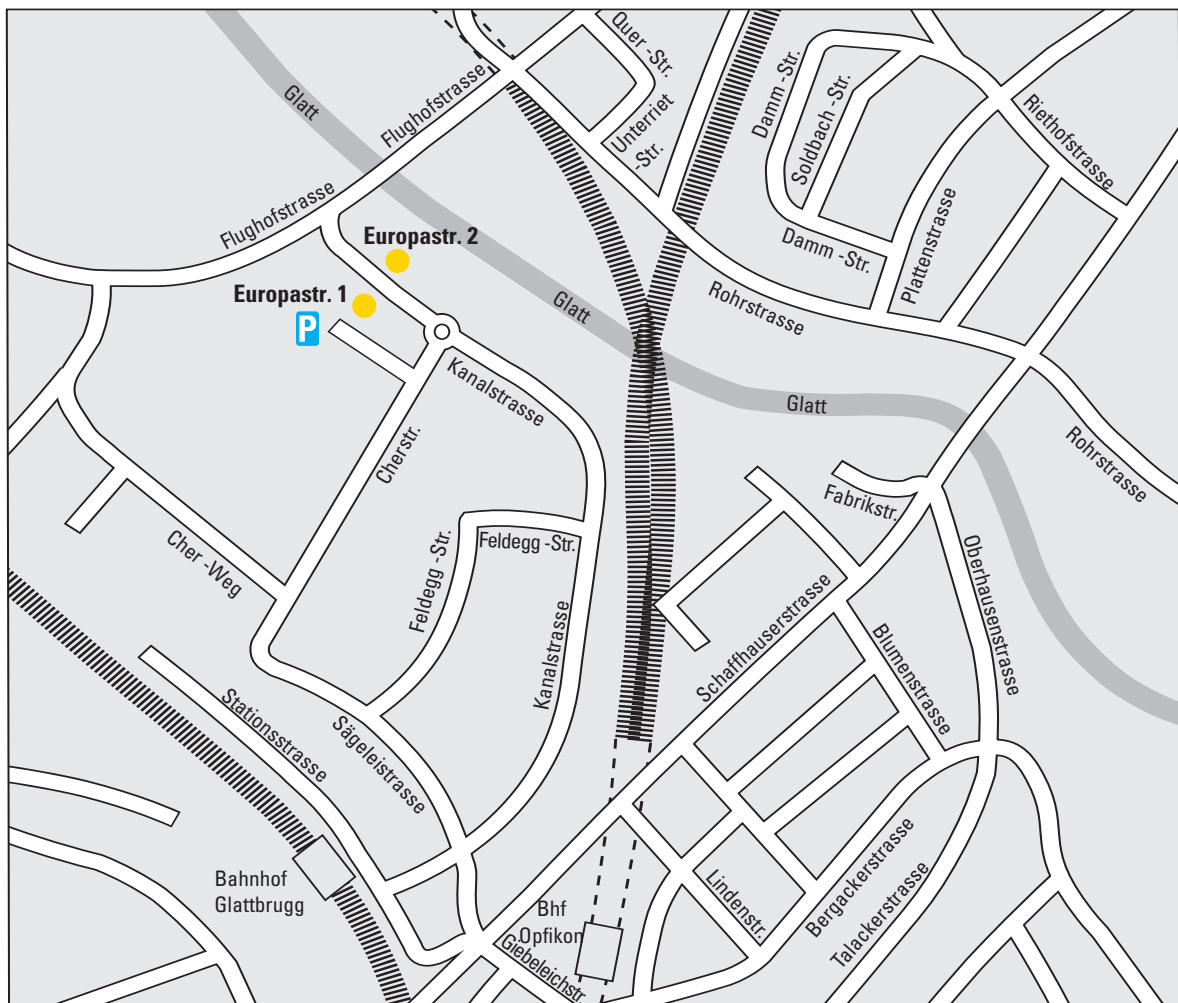 Quer -Str.
Damm -Str.
Glatt
Flughofstrasse
Unterriet
-Str.
Soldbach -Str.
Riethofstrasse
Flughofstrasse
Europastr. 2
Damm -Str.
Plattenstrasse
Europastr. 1
P
Glatt
Rohrstrasse
Kanalstrasse
Glatt
Cherstr.
Rohrstrasse
Fabrikstr.
Cher -Weg
Feldegg -Str.
Feldegg -Str.
Oberhausenstrasse
Kanalstrasse
Schaffhauserstrasse
Blumenstrasse
Stationsstrasse
Sägeleistrasse
Bahnhof
Glattbrugg
Bhf
Opfikon
Lindenstr.
Bergackerstrasse
Talackerstrasse
Giebeleichstr.